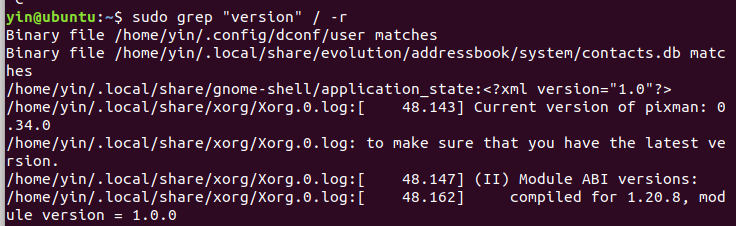 yin@ubuntu:~$ sudo grep "version" / -r
Binary file /home/yin/.config/dconf/user matches
Binary file /home/yin/.local/share/evolution/addressbook/system/contacts.db matc
hes
/home/yin/.local/share/gnome-shell/application_state:<?xml version="1.0"?>
/home/yin/.local/share/xorg/Xorg.0.log:[    48.143] Current version of pixman: 0
.34.0
/home/yin/.local/share/xorg/Xorg.0.log: to make sure that you have the latest ve
rsion.
/home/yin/.local/share/xorg/Xorg.0.log:[    48.147] (II) Module ABI versions:
/home/yin/.local/share/xorg/Xorg.0.log:[    48.162]     compiled for 1.20.8, mod
ule version = 1.0.0